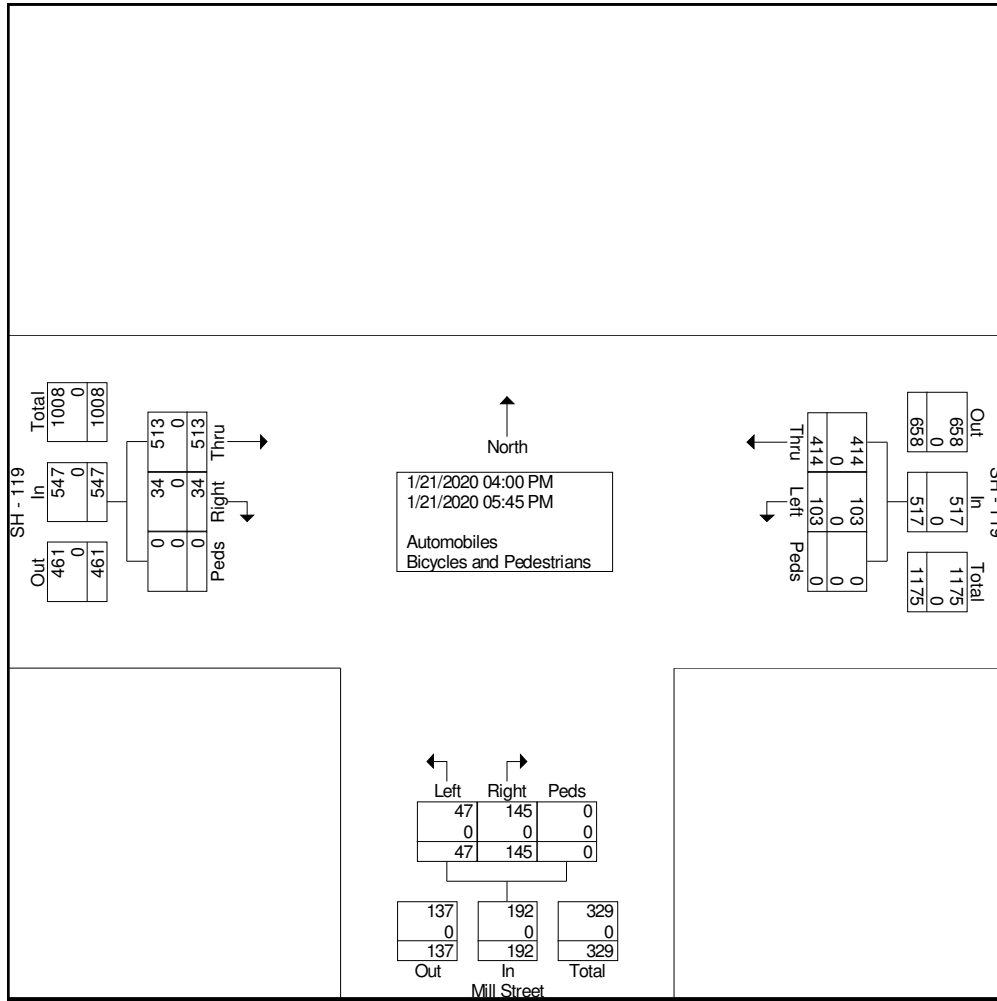 North
1/21/2020 04:00 PM
1/21/2020 05:45 PM
Automobiles
Bicycles and Pedestrians
SH - 119
Total
1008
0
1008
In
547
0
547
Out
461
0
461
Thru
513
0
513
Right
34
0
34
Peds
0
0
0
Thru
414
0
414
Left
103
0
103
Peds
0
0
0
SH - 119
Out
658
0
658
In
517
0
517
Total
1175
0
1175
Left Right Peds
47 145 0
0 0 0
47 145 0
137 192 329
0 0 0
137 192 329
Out In Total
Mill Street